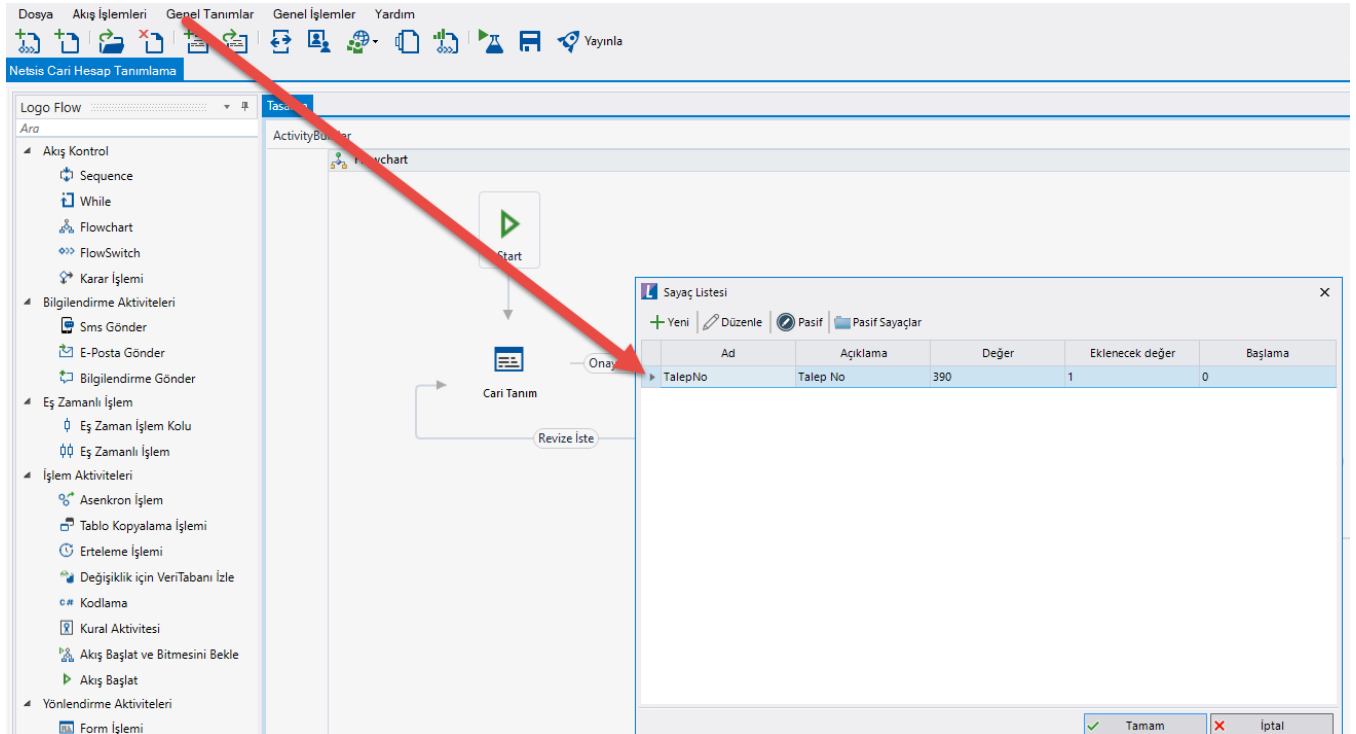 Dosya Akış İşlemleri Genel Tanımlar Genel İşlemler Yardım
Yayınla
Netsis Cari Hesap Tanımlama
Logo Flow
Ara
Akış Kontrol
Sequence
While
Flowchart
FlowSwitch
Karar İşlemi
Bilgilendirme Aktiviteleri
Sms Gönder
E-Posta Gönder
Bilgilendirme Gönder
Eş Zamanlı İşlem
Eş Zaman İşlem Kolu
Eş Zamanlı İşlem
İşlem Aktiviteleri
Asenkron İşlem
Tablo Kopyalama İşlemi
Erteleme İşlemi
Değişiklik için VeriTabanı İzle
C# Kodlama
Kural Aktivitesi
Akış Başlat ve Bitmesini Bekle
Akış Başlat
Yönlendirme Aktiviteleri
Form İşlemi
Flowchart
Start
Cari Tanım
Revize İste
Sayaç Listesi
Yeni Düzenle Pasif Pasif Sayaçlar
Ad Açıklama Değer Eklenecek değer Başlama
TalepNo Talep No 390 1 0
Tamam İptal